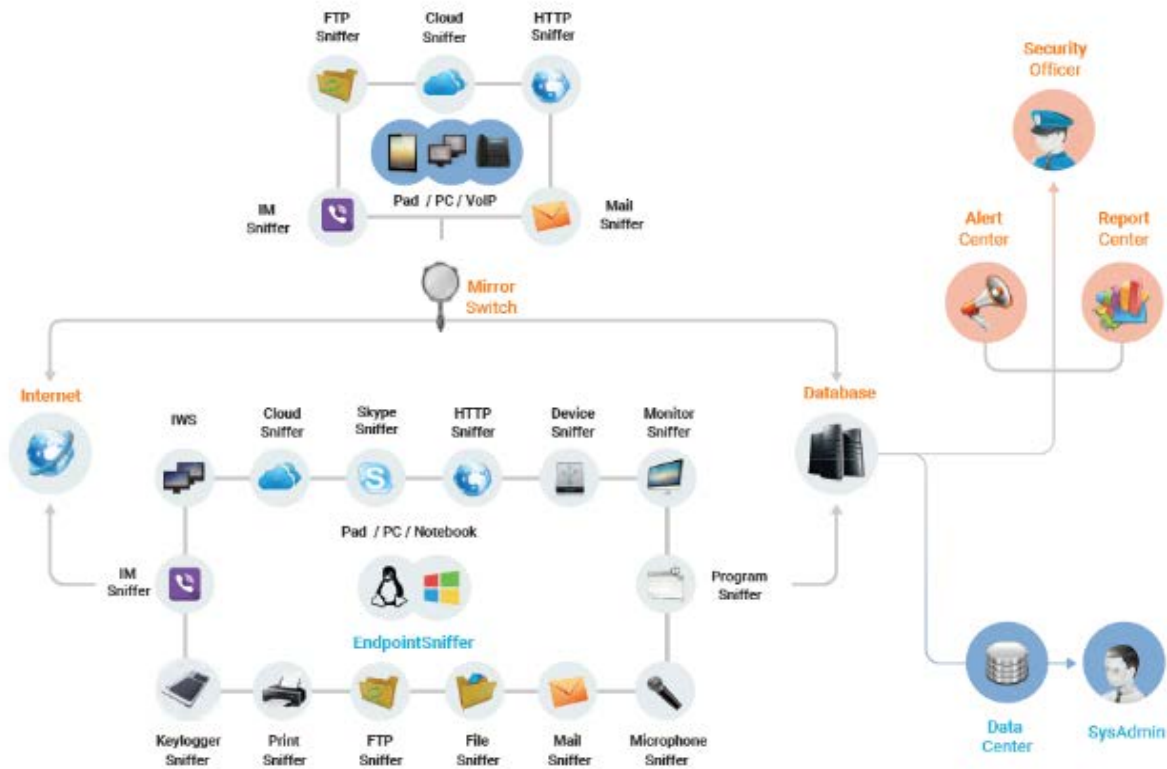 FTP
Sniffer
Cloud
Sniffer
HTTP
Sniffer
Security
Officer
Pad / PC / VoIP
IM
Sniffer
Mail
Sniffer
Alert
Center
Report
Center
Mirror
Switch
Internet
Database
IWS
Cloud
Sniffer
Skype
Sniffer
HTTP
Sniffer
Device
Sniffer
Monitor
Sniffer
S
Pad / PC / Notebook
IM
Sniffer
Program
Sniffer
EndpointSniffer
Keylogger
Sniffer
Print
Sniffer
FTP
Sniffer
File
Sniffer
Mail
Sniffer
Microphone
Sniffer
Data
Center
SysAdmin